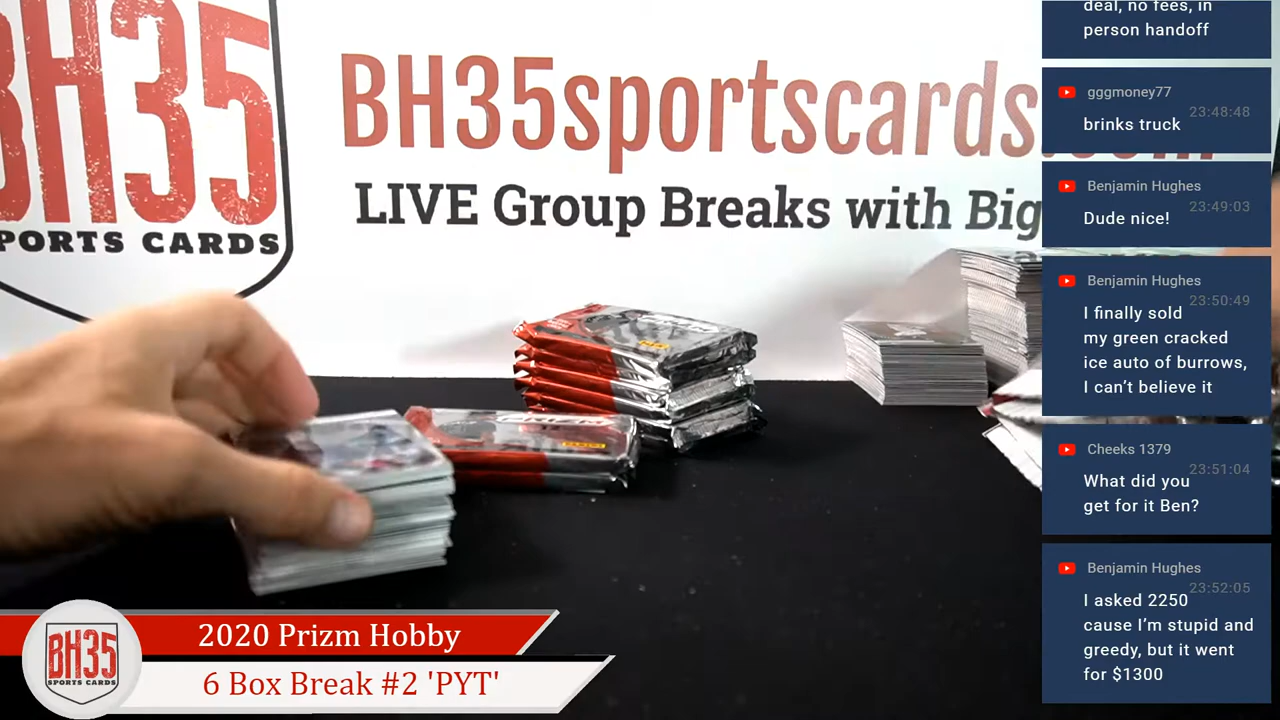 BH35
PORTS CARDS
BH35sportscards.com
LIVE Group Breaks with Big
deal, no fees, in
person handoff
gggmoney77
23:48:48
brinks truck
Benjamin Hughes
23:49:03
Dude nice!
Benjamin Hughes
23:50:49
I finally sold
my green cracked
ice auto of burrows,
I can't believe it
Cheeks 1379
23:51:04
What did you
get for it Ben?
Benjamin Hughes
23:52:05
I asked 2250
cause I'm stupid and
greedy, but it went
for $1300
PANINI
BH35
SPORTS CARDS
2020 Prizm Hobby
6 Box Break #2 'PYT'